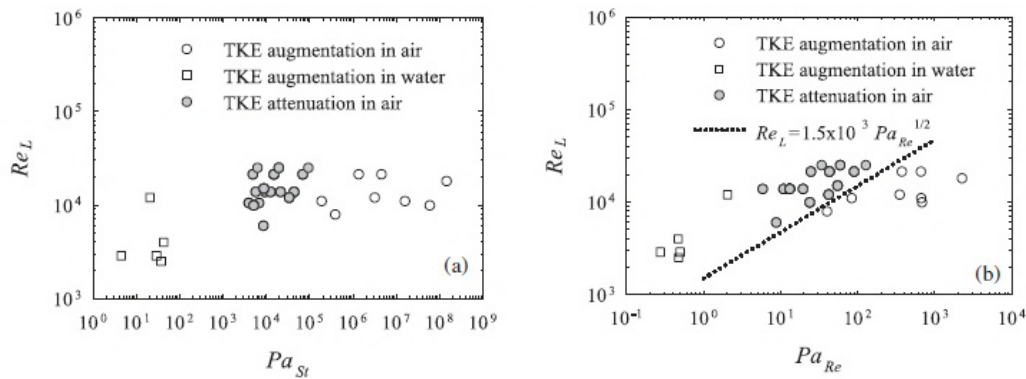 10^6
10^5
10^4
10^3
Re_L
TKE augmentation in air
TKE augmentation in water
TKE attenuation in air
(a)
10^0 10^1 10^2 10^3 10^4 10^5 10^6 10^7 10^8 10^9
Pa_St
10^6
10^5
10^4
10^3
Re_L
TKE augmentation in air
TKE augmentation in water
TKE attenuation in air
Re_L=1.5x10^3 Pa_Re^1/2
(b)
10^-1 10^0 10^1 10^2 10^3 10^4
Pa_Re